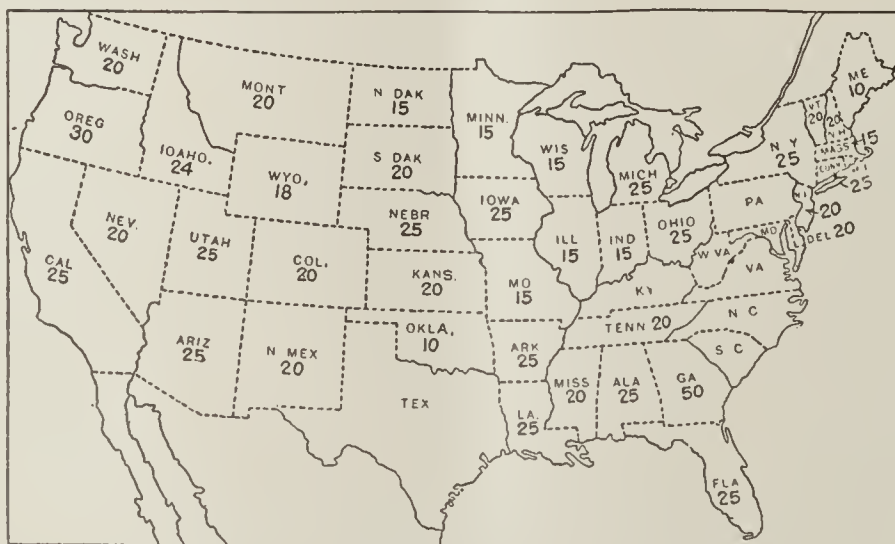 WASH
20
OREG
30
IOAHO.
24
MONT
20
N DAK
15
S DAK
20
WYO.
18
NEBR
25
NEV.
20
UTAH
25
COL.
20
KANS.
20
CAL
25
ARIZ
25
N MEX
20
OKLA.
10
TEX
MINN.
15
WIS
15
IOWA
25
MICH
25
ILL
15
IND
15
OHIO
25
MO
15
KY
TENN 20
ARK
25
LA.
25
MISS
20
ALA
25
GA
50
FLA
25
S C
N C
VA
W VA
MD
DEL 20
PA
N J
20
N Y
25
VT
20
20
N H
ME
10
MASS
15
CONN
R I
25